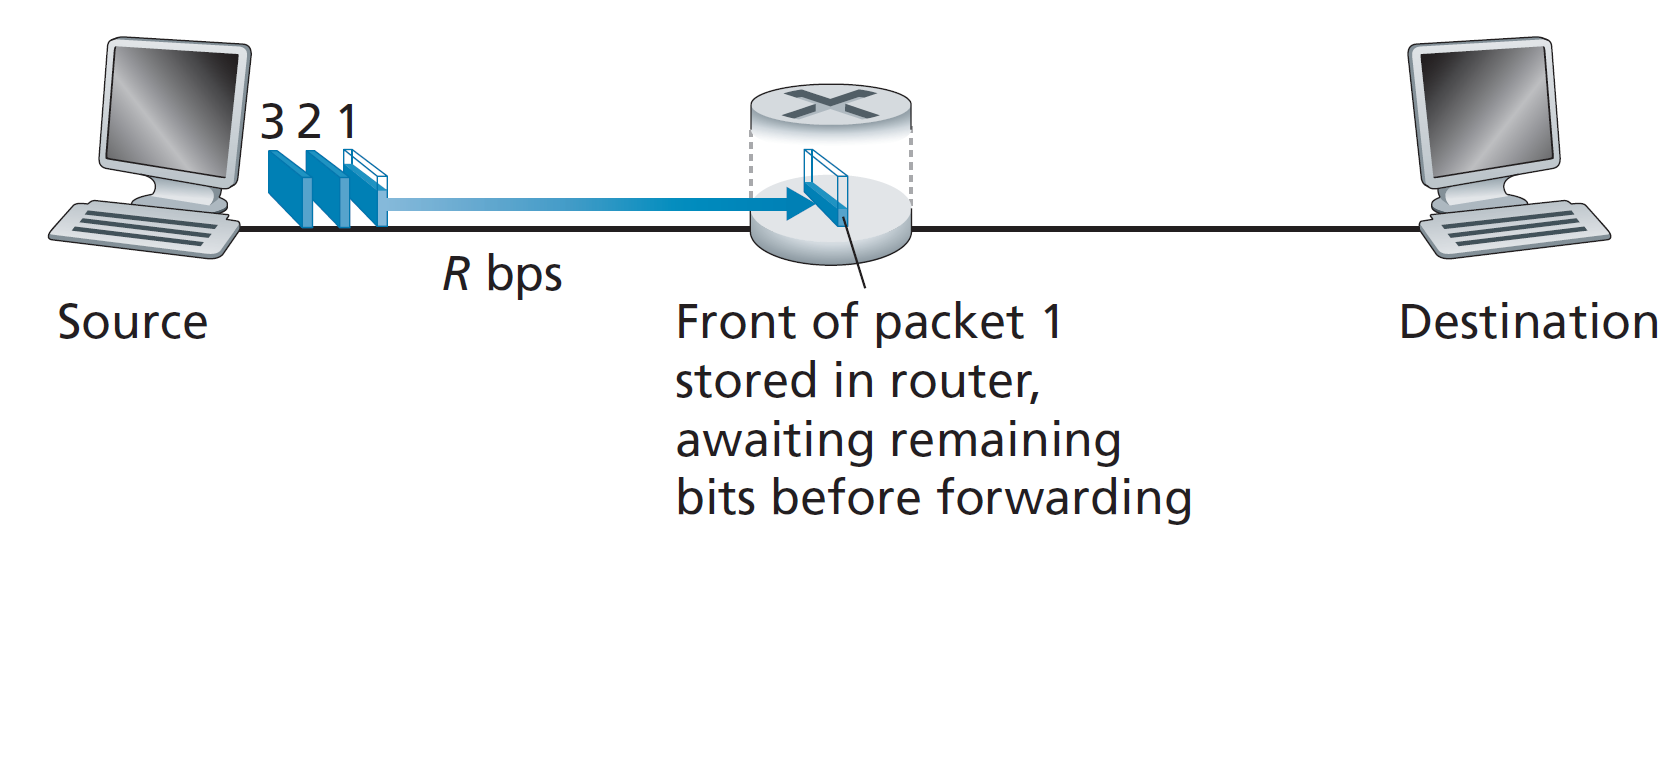 3 2 1
R bps
Source
Front of packet 1
stored in router,
awaiting remaining
bits before forwarding
Destination